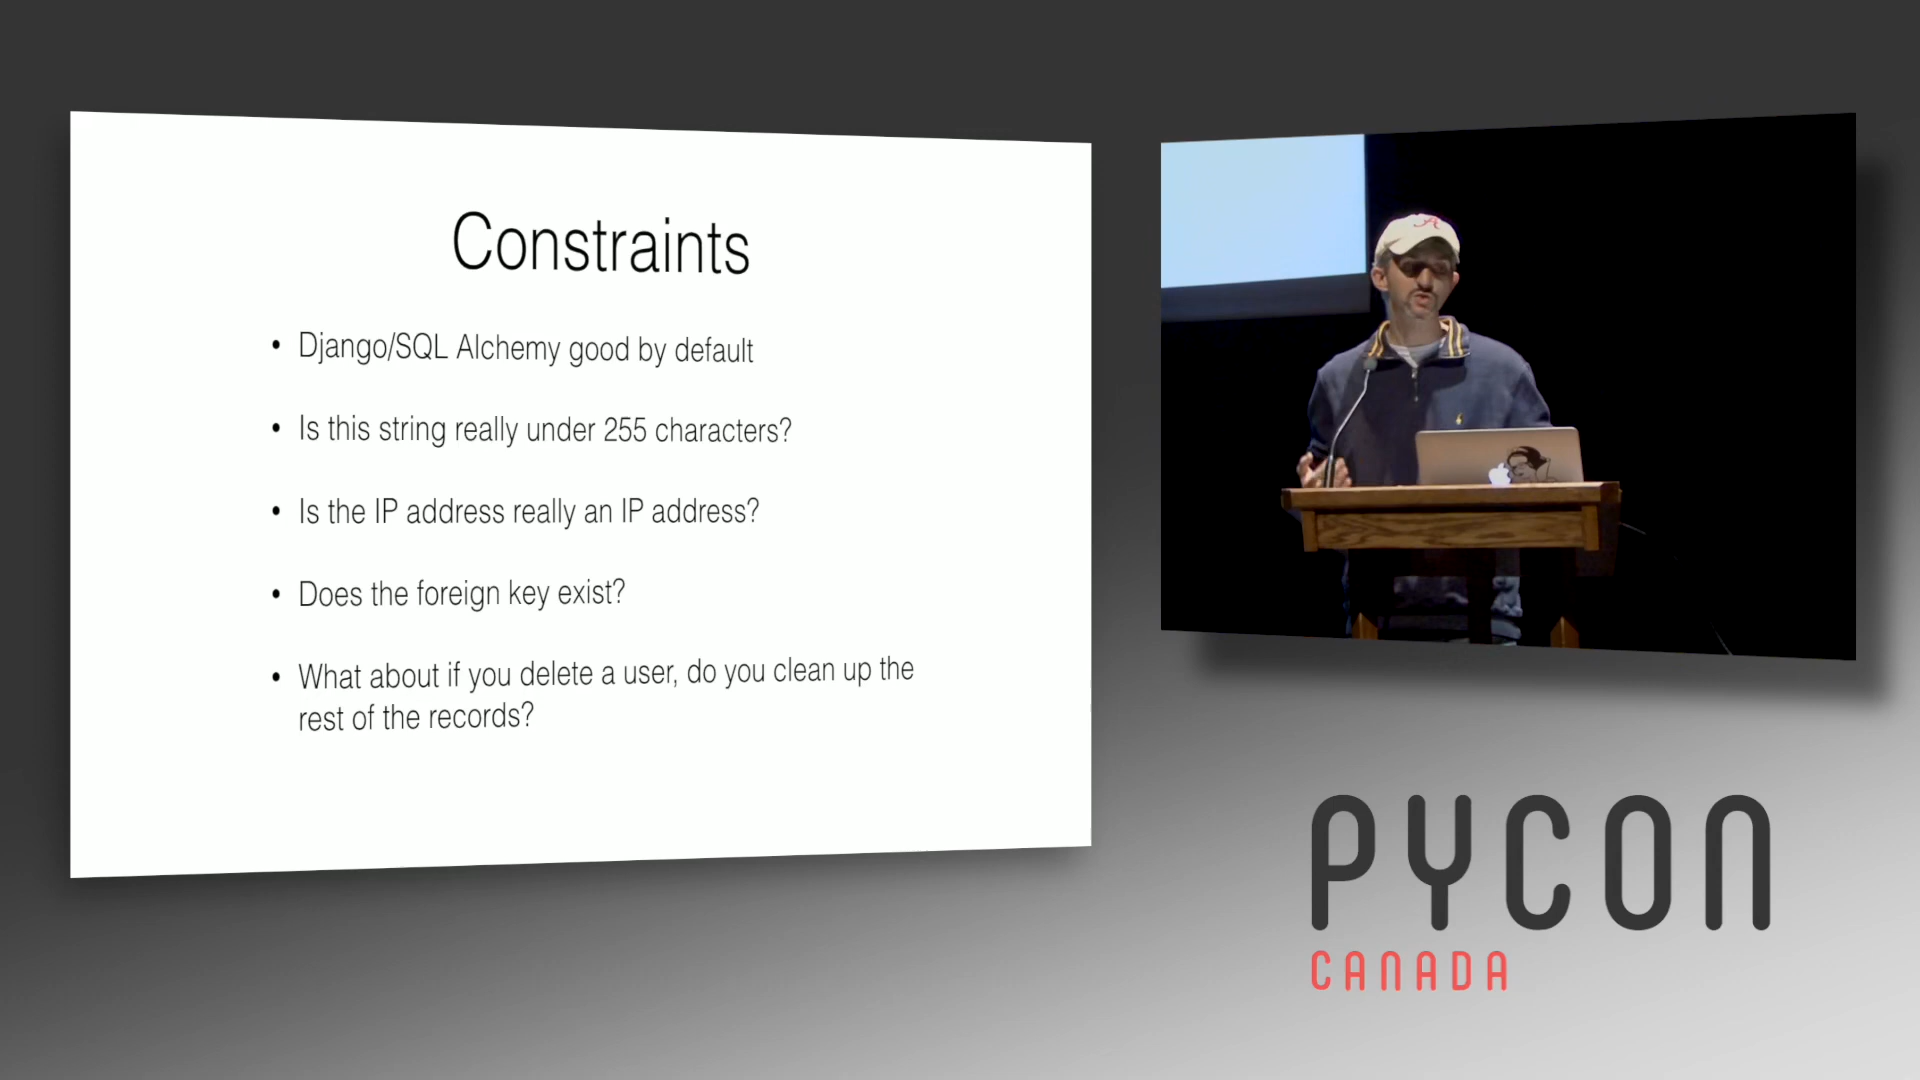 Constraints
• Django/SQL Alchemy good by default
• Is this string really under 255 characters?
• Is the IP address really an IP address?
• Does the foreign key exist?
• What about if you delete a user, do you clean up the
rest of the records?
A
PYCON
CANADA